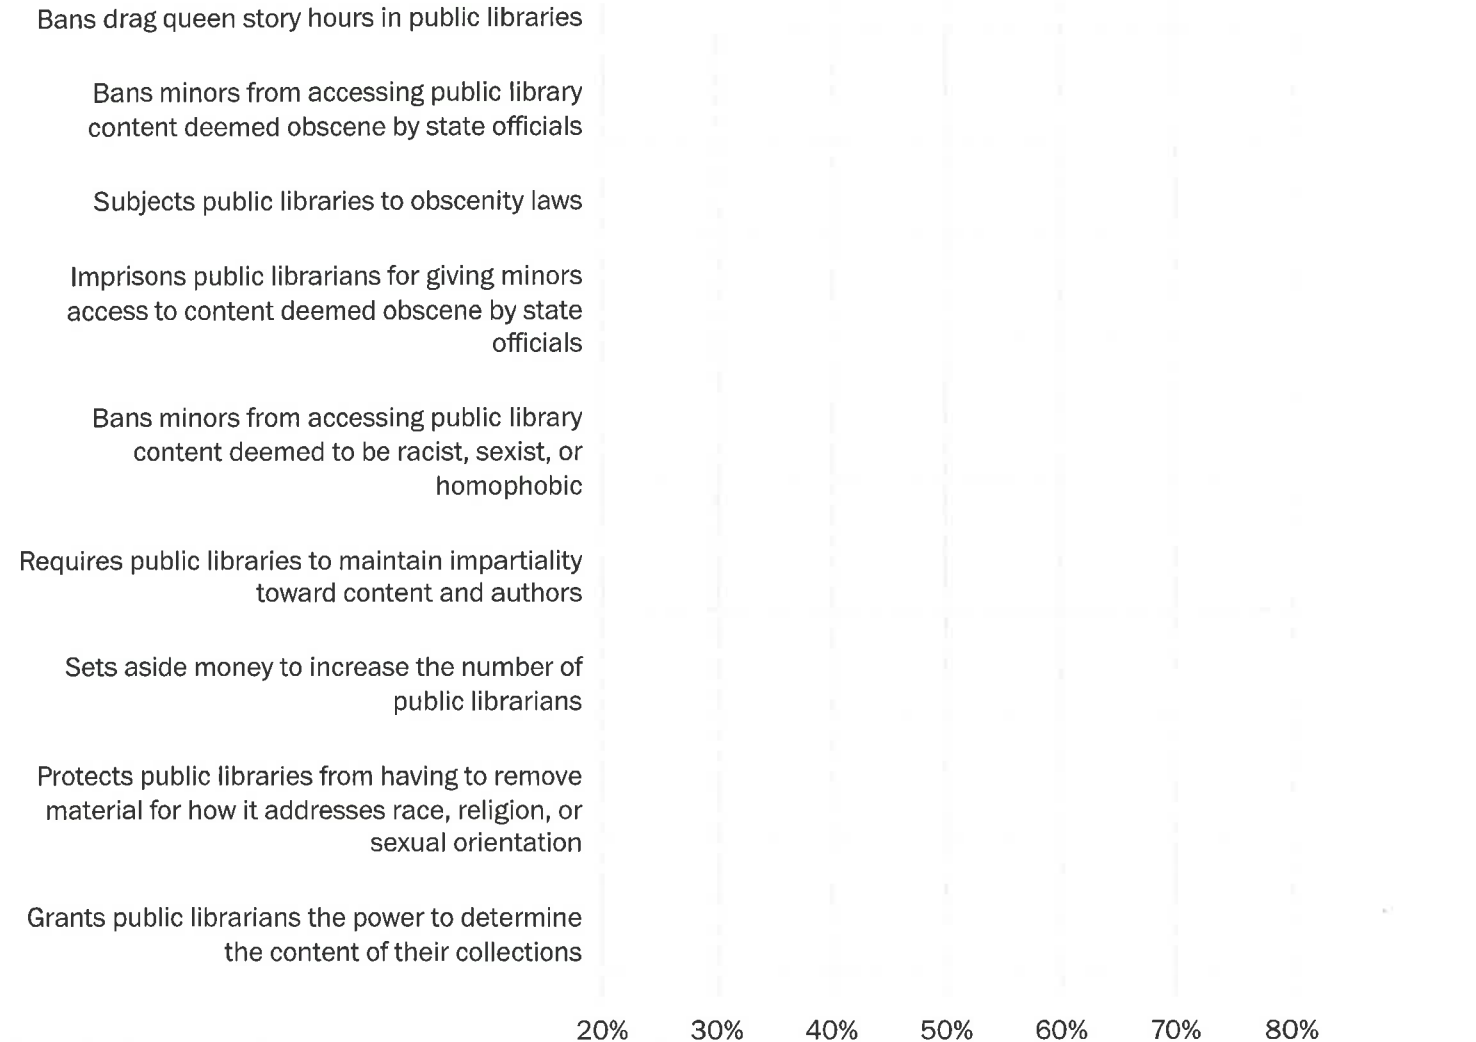 Bans drag queen story hours in public libraries
Bans minors from accessing public library
content deemed obscene by state officials
Subjects public libraries to obscenity laws
Imprisons public librarians for giving minors
access to content deemed obscene by state
officials
Bans minors from accessing public library
content deemed to be racist, sexist, or
homophobic
Requires public libraries to maintain impartiality
toward content and authors
Sets aside money to increase the number of
public librarians
Protects public libraries from having to remove
material for how it addresses race, religion, or
sexual orientation
Grants public librarians the power to determine
the content of their collections
20% 30% 40% 50% 60% 70% 80%